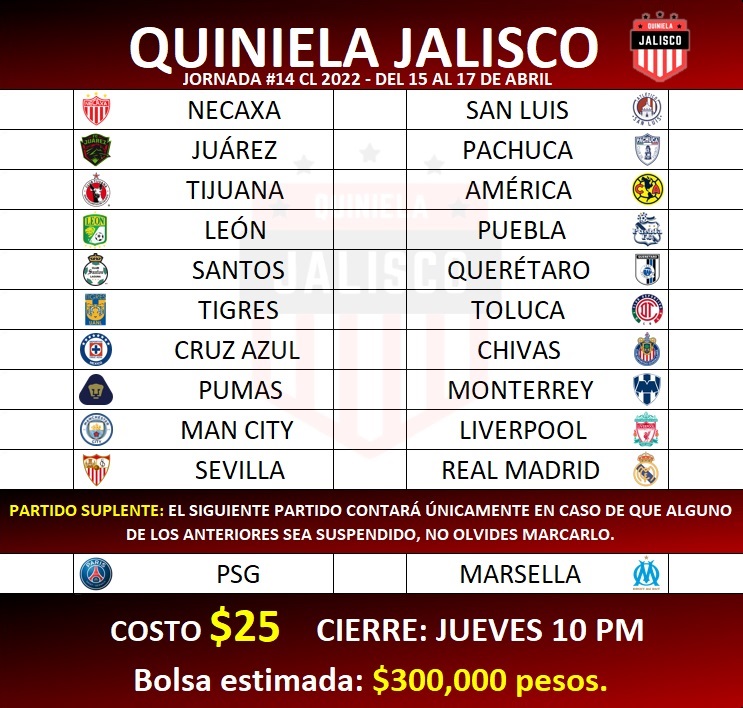 QUINIELA JALISCO
QUINIELA
JALISCO
JORNADA #14 CL 2022 - DEL 15 AL 17 DE ABRIL
NECAXA SAN LUIS
JUÁREZ PACHUCA
TIJUANA AMÉRICA
LEÓN PUEBLA
SANTOS QUERÉTARO
TIGRES TOLUCA
CRUZ AZUL CHIVAS
PUMAS MONTERREY
MAN CITY LIVERPOOL
SEVILLA REAL MADRID
QUINIELA
JALISCO
PARTIDO SUPLENTE: EL SIGUIENTE PARTIDO CONTARÁ ÚNICAMENTE EN CASO DE QUE ALGUNO
DE LOS ANTERIORES SEA SUSPENDIDO, NO OLVIDES MARCARLO.
PSG MARSELLA
COSTO $25 CIERRE: JUEVES 10 PM
Bolsa estimada: $300,000 pesos.